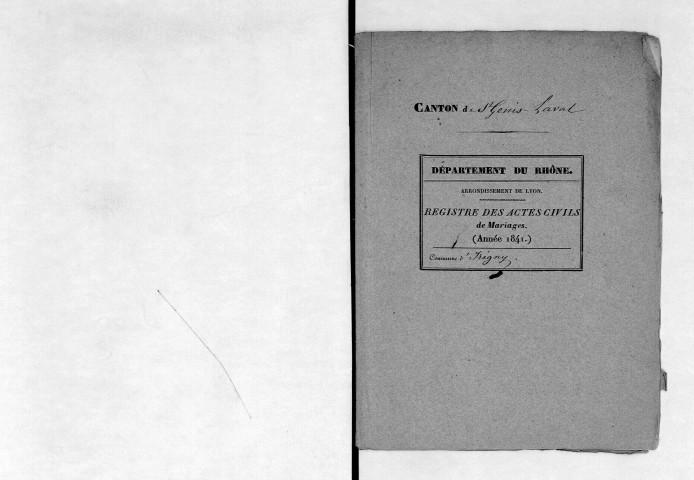 CANTON de St Genis-Laval
DÉPARTEMENT DU RHÔNE.
ARRONDISSEMENT DE LYON.
REGISTRE DES ACTES CIVILS
de Mariages.
(Année 1841.)
Commune d'Irigny.